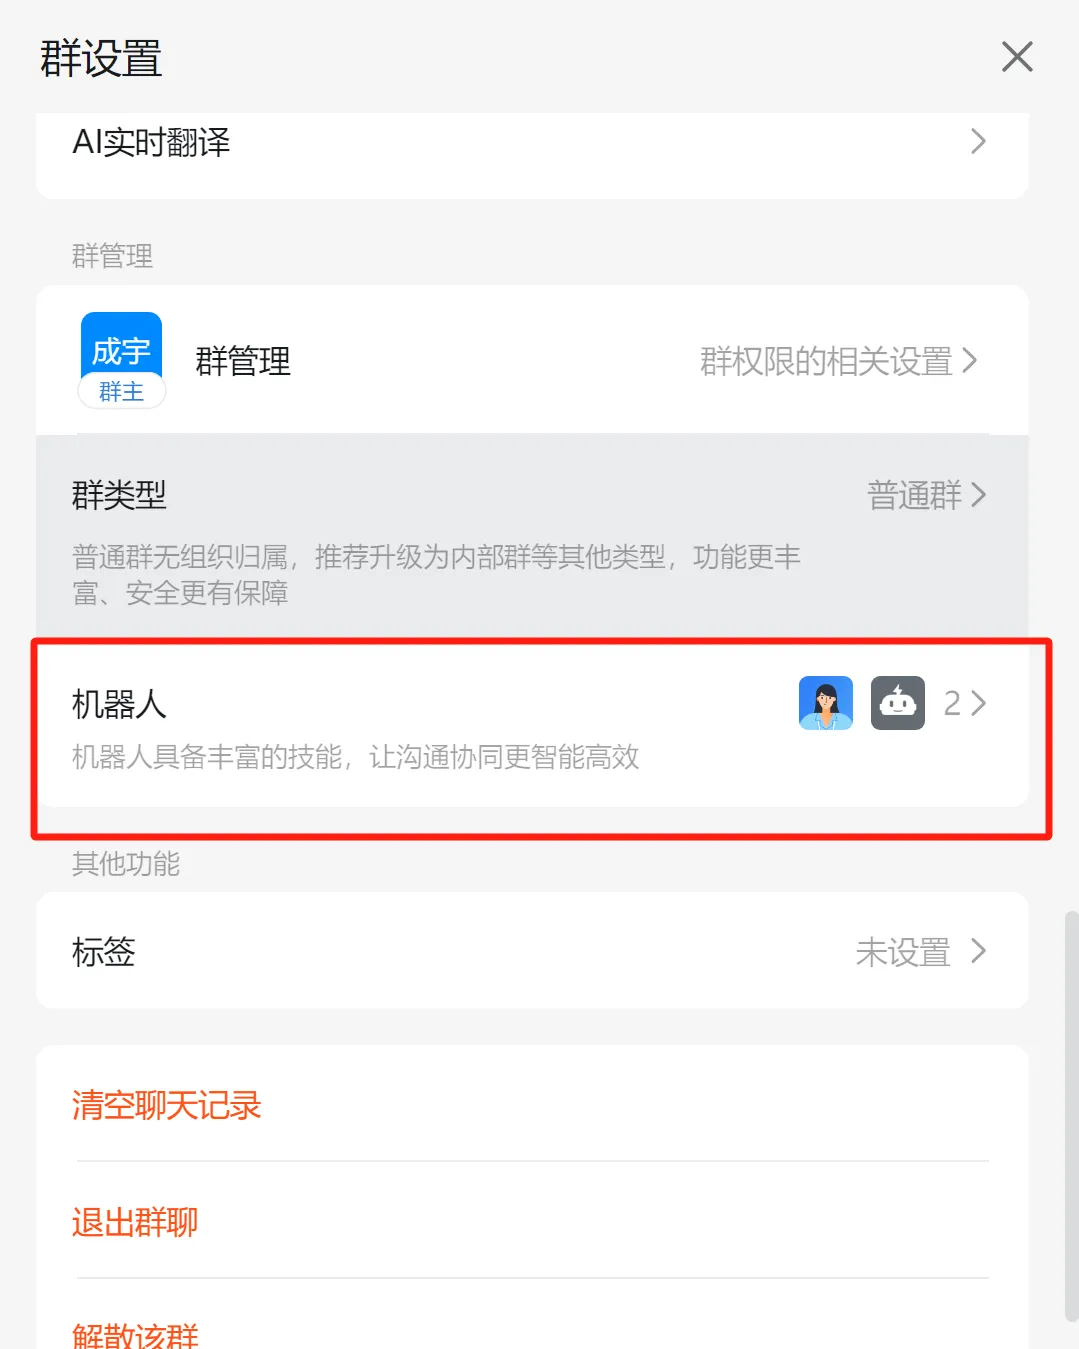 群设置
AI实时翻译
群管理
成宇
群主
群管理
群权限的相关设置
群类型
普通群
普通群无组织归属，推荐升级为内部群等其他类型，功能更丰
富、安全更有保障
机器人
2
机器人具备丰富的技能，让沟通协同更智能高效
其他功能
标签
未设置
清空聊天记录
退出群聊
解散该群